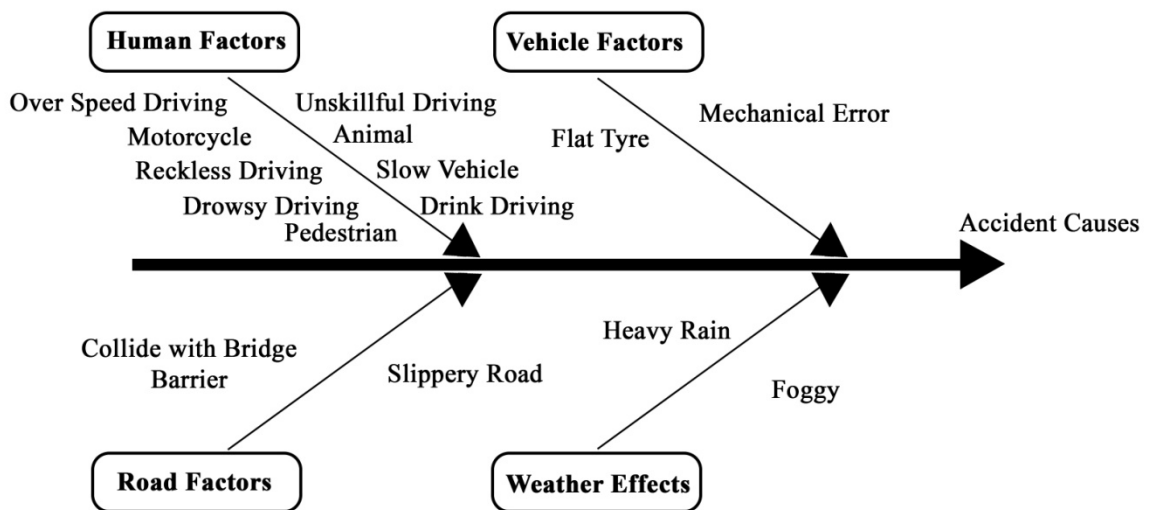 Human Factors
Vehicle Factors
Over Speed Driving
Unskillful Driving
Motorcycle
Animal
Reckless Driving
Slow Vehicle
Drowsy Driving
Drink Driving
Pedestrian
Mechanical Error
Flat Tyre
Accident Causes
Collide with Bridge
Barrier
Slippery Road
Heavy Rain
Foggy
Road Factors
Weather Effects